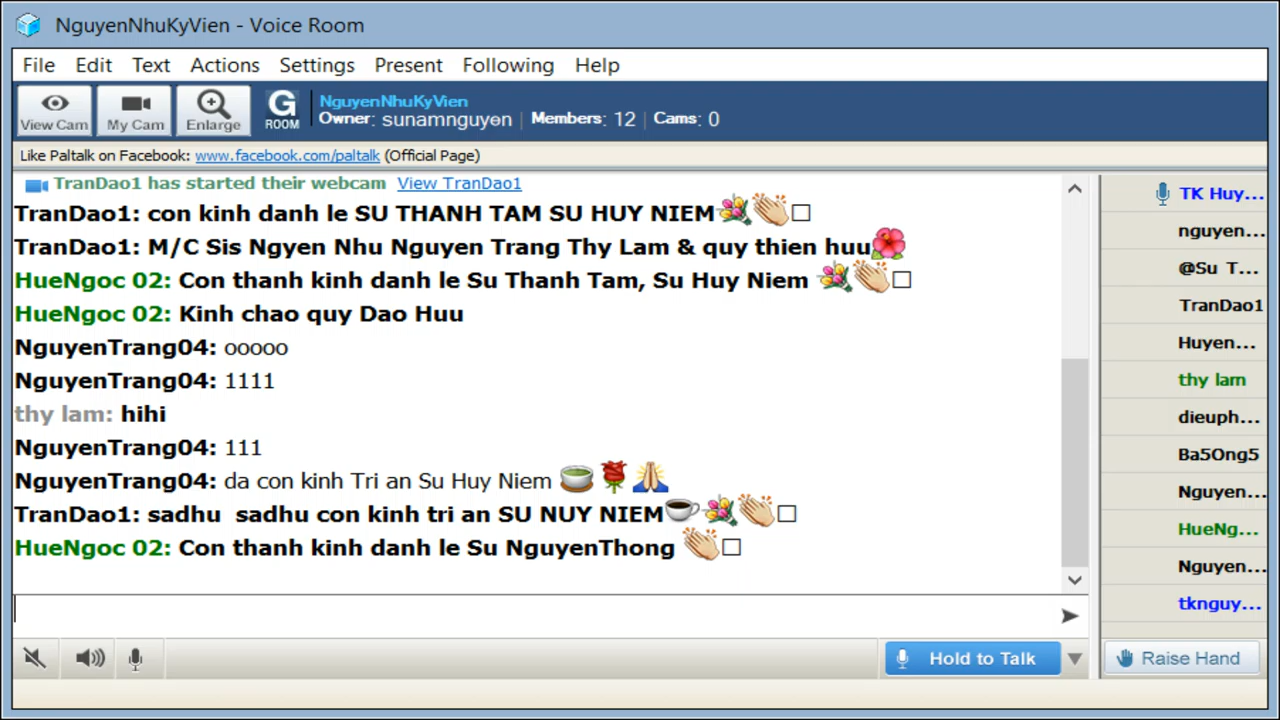 NguyenNhuKyVien - Voice Room
File Edit Text Actions Settings Present Following Help
View Cam My Cam Enlarge G ROOM
NguyenNhuKyVien
Owner: sunamnguyen | Members: 12 | Cams: 0
Like Paltalk on Facebook: www.facebook.com/paltalk (Official Page)
TranDao1 has started their webcam View TranDao1
TranDao1: con kinh danh le SU THANH TAM SU HUY NIEM💐👏□
TranDao1: M/C Sis Ngyen Nhu Nguyen Trang Thy Lam & quy thien huu🌺
HueNgoc 02: Con thanh kinh danh le Su Thanh Tam, Su Huy Niem 💐👏□
HueNgoc 02: Kinh chao quy Dao Huu
NguyenTrang04: ooooo
NguyenTrang04: 1111
thy lam: hihi
NguyenTrang04: 111
NguyenTrang04: da con kinh Tri an Su Huy Niem 🍵🌹🙏
TranDao1: sadhu sadhu con kinh tri an SU NUY NIEM☕💐👏□
HueNgoc 02: Con thanh kinh danh le Su NguyenThong 👏□
Hold to Talk
TK Huy...
nguyen...
@Su T...
TranDao1
Huyen...
thy lam
dieuph...
Ba5Ong5
Nguyen...
HueNg...
Nguyen...
tknguy...
Raise Hand